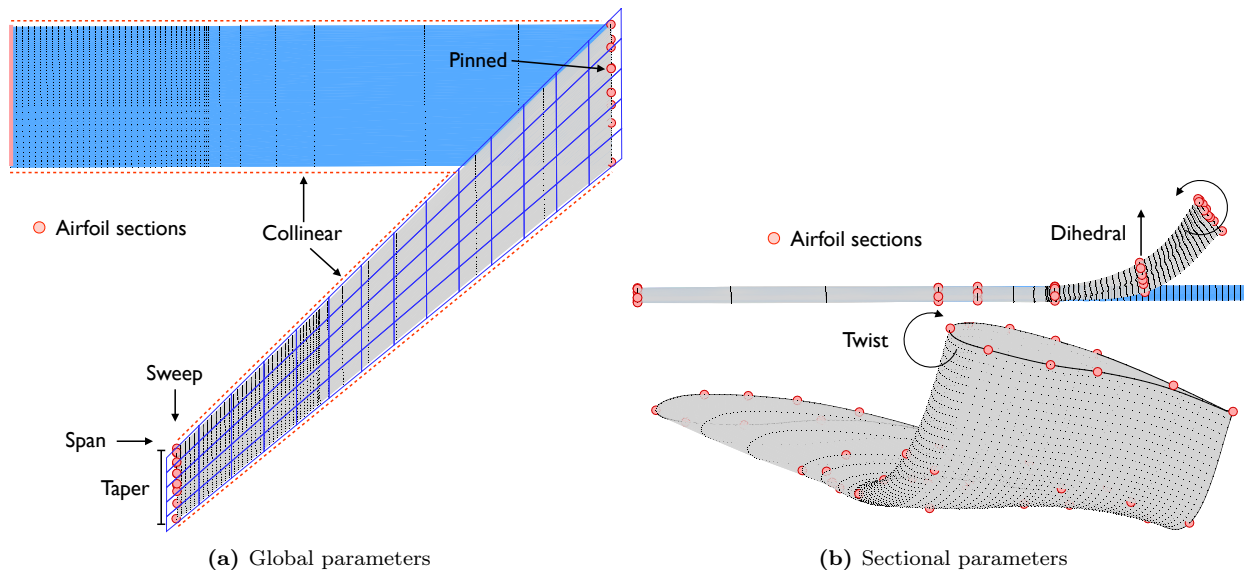 Pinned
Airfoil sections
Collinear
Sweep
Span
Taper
(a) Global parameters
Dihedral
Airfoil sections
Twist
(b) Sectional parameters